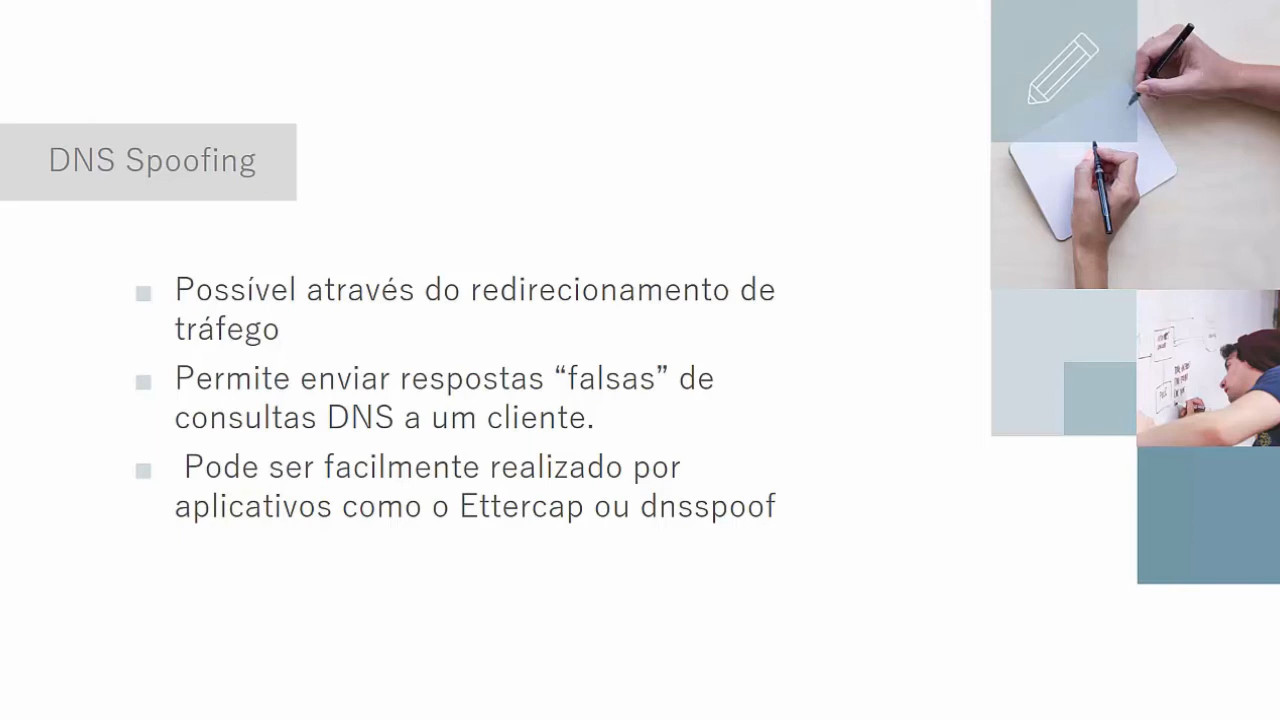 DNS Spoofing
Possível através do redirecionamento de
tráfego
Permite enviar respostas “falsas” de
consultas DNS a um cliente.
Pode ser facilmente realizado por
aplicativos como o Ettercap ou dnsspoof